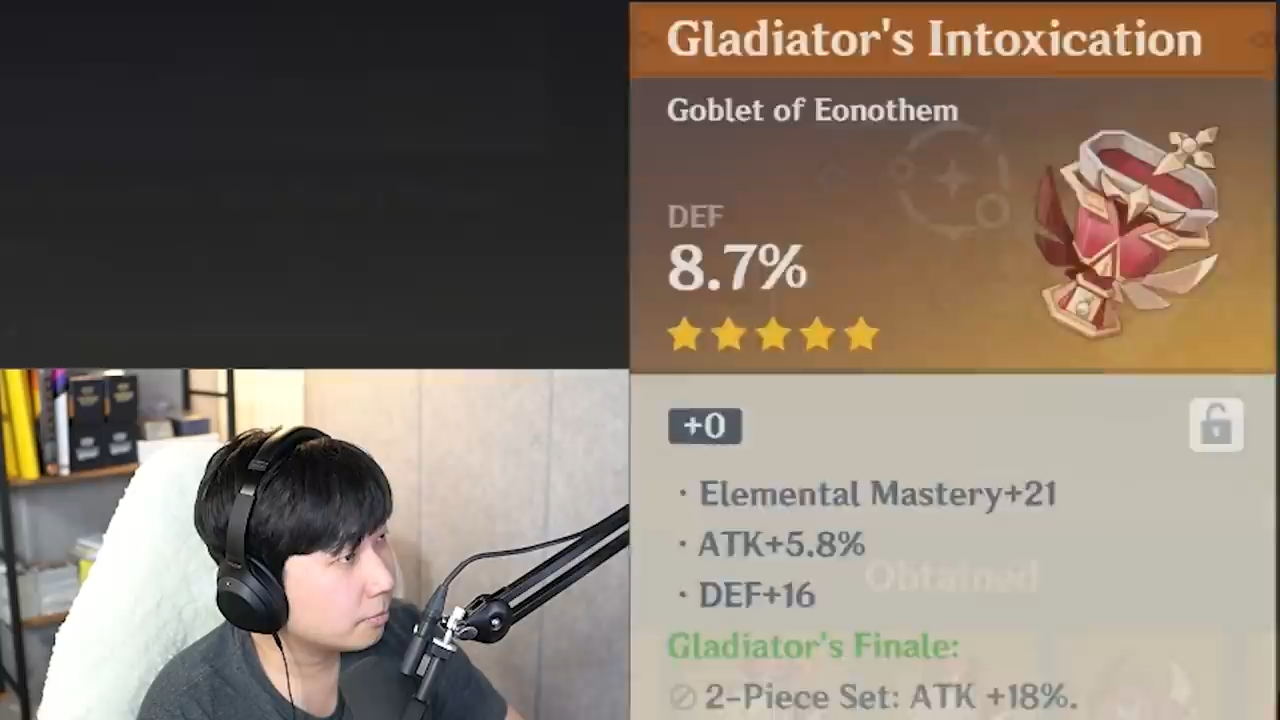 Gladiator's Intoxication
Goblet of Eonothem
DEF
8.7%
+0
· Elemental Mastery+21
· ATK+5.8%
Obtained
· DEF+16
Gladiator's Finale:
2-Piece Set: ATK +18%.